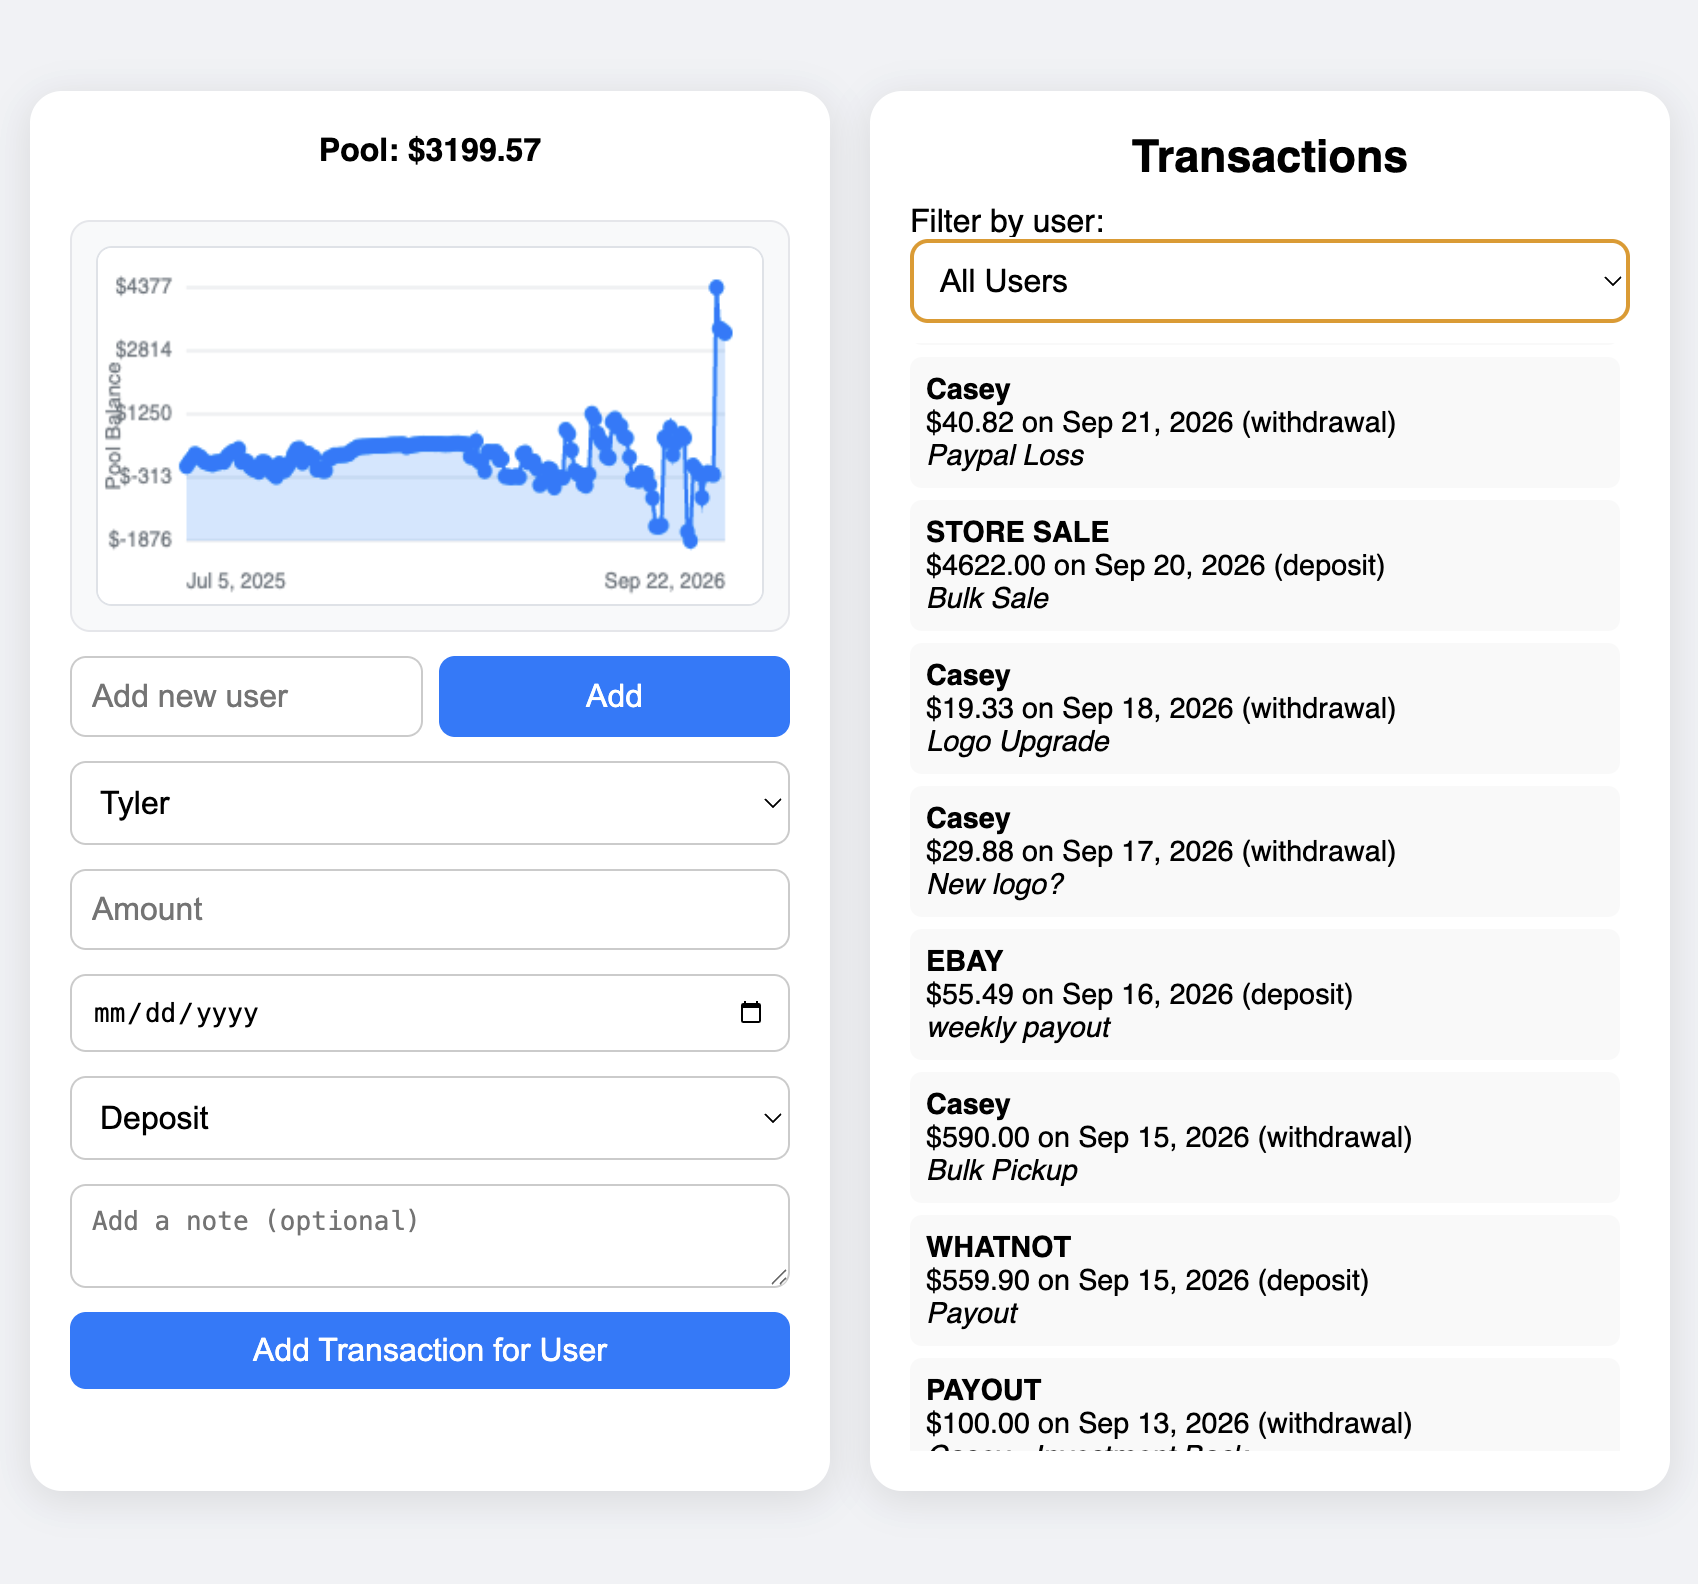 Pool: $3199.57
$4377
$2814
$1250
$-313
$-1876
Pool Balance
Jul 5, 2025
Sep 22, 2026
Add new user
Add
Tyler
Amount
mm/dd/yyyy
Deposit
Add a note (optional)
Add Transaction for User
Transactions
Filter by user:
All Users
Casey
$40.82 on Sep 21, 2026 (withdrawal)
Paypal Loss
STORE SALE
$4622.00 on Sep 20, 2026 (deposit)
Bulk Sale
Casey
$19.33 on Sep 18, 2026 (withdrawal)
Logo Upgrade
Casey
$29.88 on Sep 17, 2026 (withdrawal)
New logo?
EBAY
$55.49 on Sep 16, 2026 (deposit)
weekly payout
Casey
$590.00 on Sep 15, 2026 (withdrawal)
Bulk Pickup
WHATNOT
$559.90 on Sep 15, 2026 (deposit)
Payout
PAYOUT
$100.00 on Sep 13, 2026 (withdrawal)